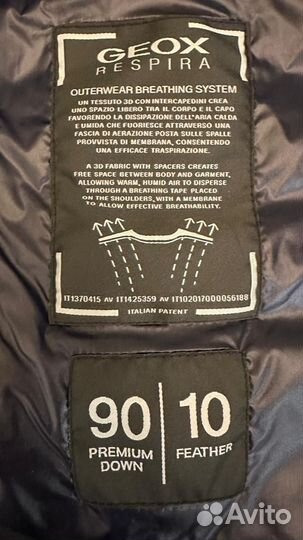 GEOX
RESPIRA
OUTERWEAR BREATHING SYSTEM
UN TESSUTO 3D CON INTERCAPEDINI CREA
UNO SPAZIO LIBERO TRA IL CORPO E IL CAPO
FAVORENDO LA DISSIPAZIONE DELL'ARIA CALDA
E UMIDA CHE FUORIESCE ATTRAVERSO UNA
FASCIA DI AERAZIONE POSTA SULLE SPALLE
PROVVISTA DI MEMBRANA, CONSENTENDO
UNA EFFICACE TRASPIRAZIONE.
A 3D FABRIC WITH SPACERS CREATES
FREE SPACE BETWEEN BODY AND GARMENT,
ALLOWING WARM, HUMID AIR TO DISPERSE
THROUGH A BREATHING TAPE PLACED
ON THE SHOULDERS, WITH A MEMBRANE
TO ALLOW EFFECTIVE BREATHABILITY.
IT1370415 AV IT1425359 AV IT102017000056188
ITALIAN PATENT
90 10
PREMIUM FEATHER
DOWN
Avito